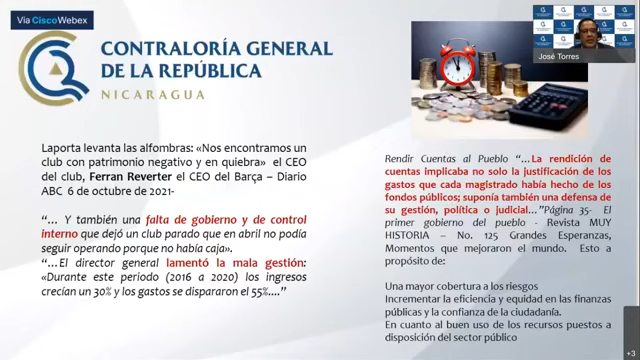 Vía Cisco Webex
CONTRALORÍA GENERAL
DE LA REPÚBLICA
NICARAGUA
José Torres
Laporta levanta las alfombras: «Nos encontramos un
club con patrimonio negativo y en quiebra» el CEO
del club, Ferran Reverter el CEO del Barça – Diario
ABC 6 de octubre de 2021-
“… Y también una falta de gobierno y de control
interno que dejó un club parado que en abril no podía
seguir operando porque no había caja».
“…El director general lamentó la mala gestión:
«Durante este periodo (2016 a 2020) los ingresos
crecían un 30% y los gastos se dispararon el 55%....”
Rendir Cuentas al Pueblo “…La rendición de
cuentas implicaba no solo la justificación de los
gastos que cada magistrado había hecho de los
fondos públicos; suponía también una defensa de
su gestión, política o judicial…”Página 35- El
primer gobierno del pueblo - Revista MUY
HISTORIA – No. 125 Grandes Esperanzas,
Momentos que mejoraron el mundo. Esto a
propósito de:
Una mayor cobertura a los riesgos
Incrementar la eficiencia y equidad en las finanzas
públicas y la confianza de la ciudadanía.
En cuanto al buen uso de los recursos puestos a
disposición del sector público
+3